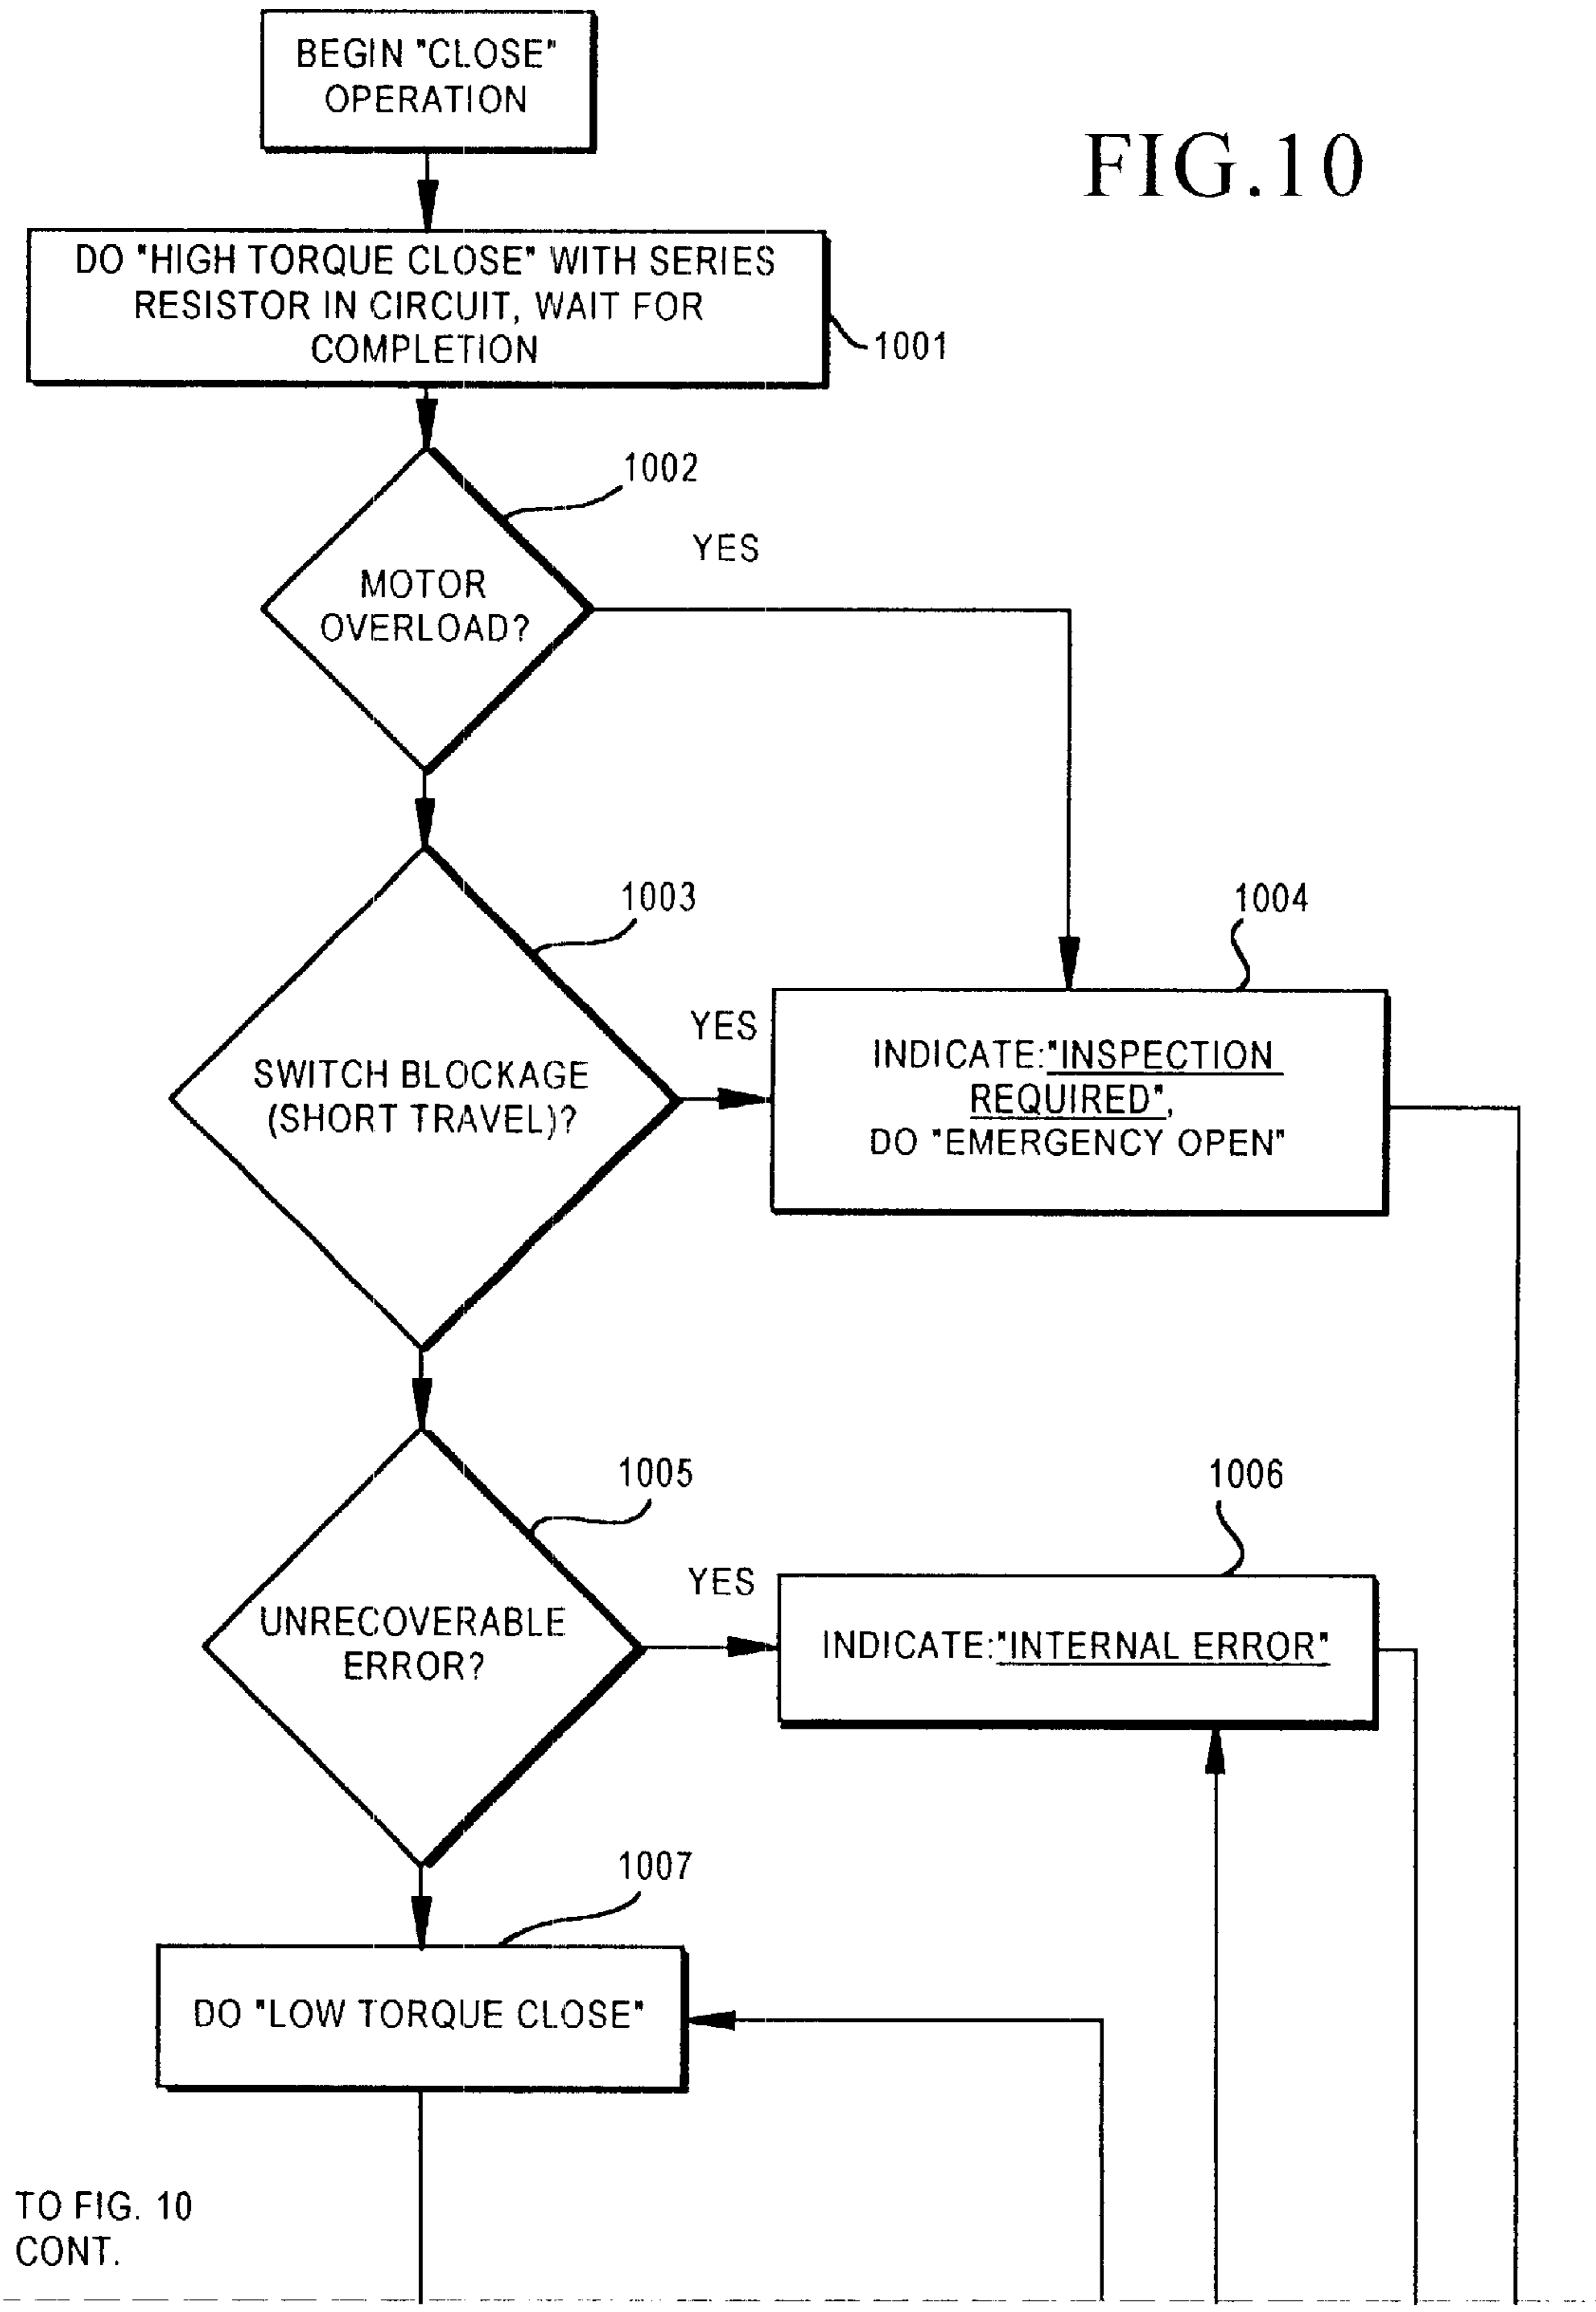 BEGIN "CLOSE"
OPERATION
FIG.10
DO "HIGH TORQUE CLOSE" WITH SERIES
RESISTOR IN CIRCUIT, WAIT FOR
COMPLETION
1001
1002
YES
MOTOR
OVERLOAD?
1003
1004
YES
SWITCH BLOCKAGE
(SHORT TRAVEL)?
INDICATE:"INSPECTION
REQUIRED",
DO "EMERGENCY OPEN"
1005
1006
YES
UNRECOVERABLE
ERROR?
INDICATE:"INTERNAL ERROR"
1007
DO "LOW TORQUE CLOSE"
TO FIG. 10
CONT.